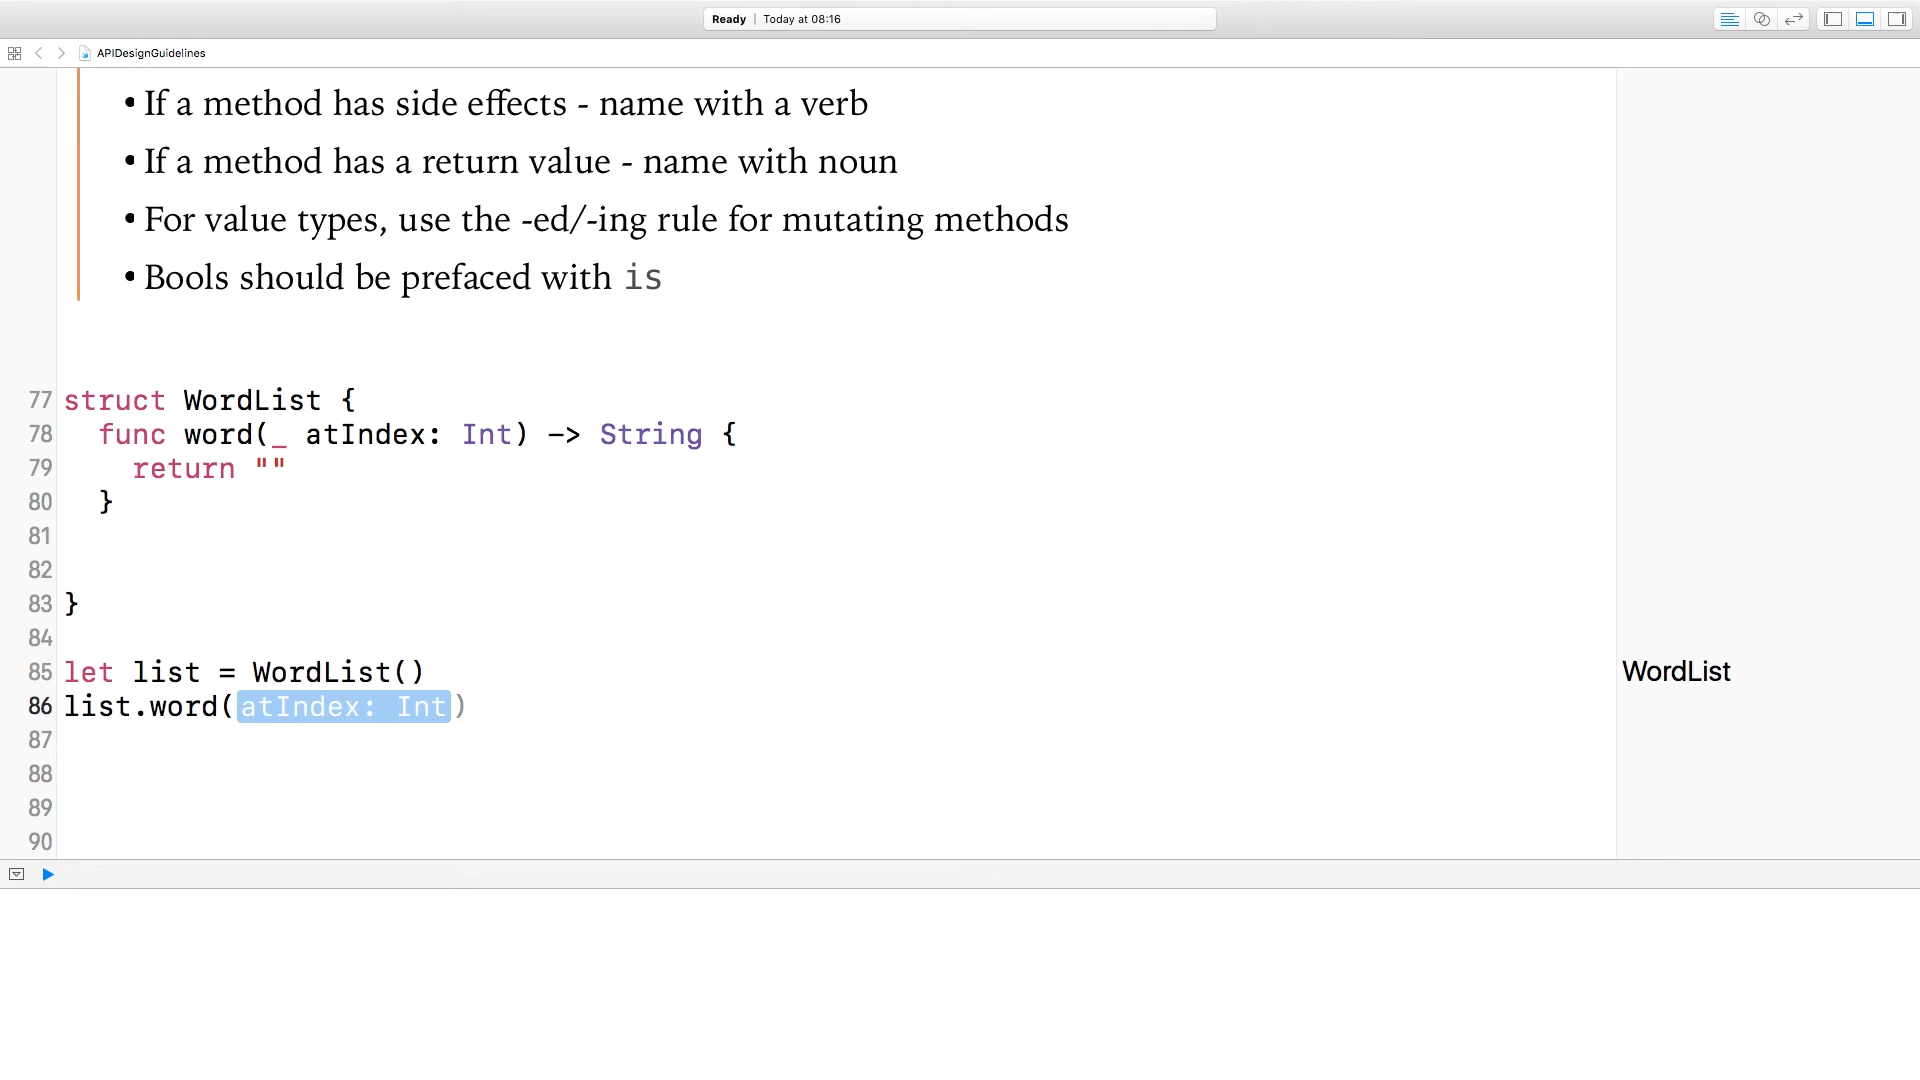 Ready | Today at 08:16
APIDesignGuidelines
• If a method has side effects - name with a verb
• If a method has a return value - name with noun
• For value types, use the -ed/-ing rule for mutating methods
• Bools should be prefaced with is
77 struct WordList {
78 func word(_ atIndex: Int) -> String {
79 return ""
80 }
81
82
83 }
84
85 let list = WordList() WordList
86 list.word(atIndex: Int)
87
88
89
90